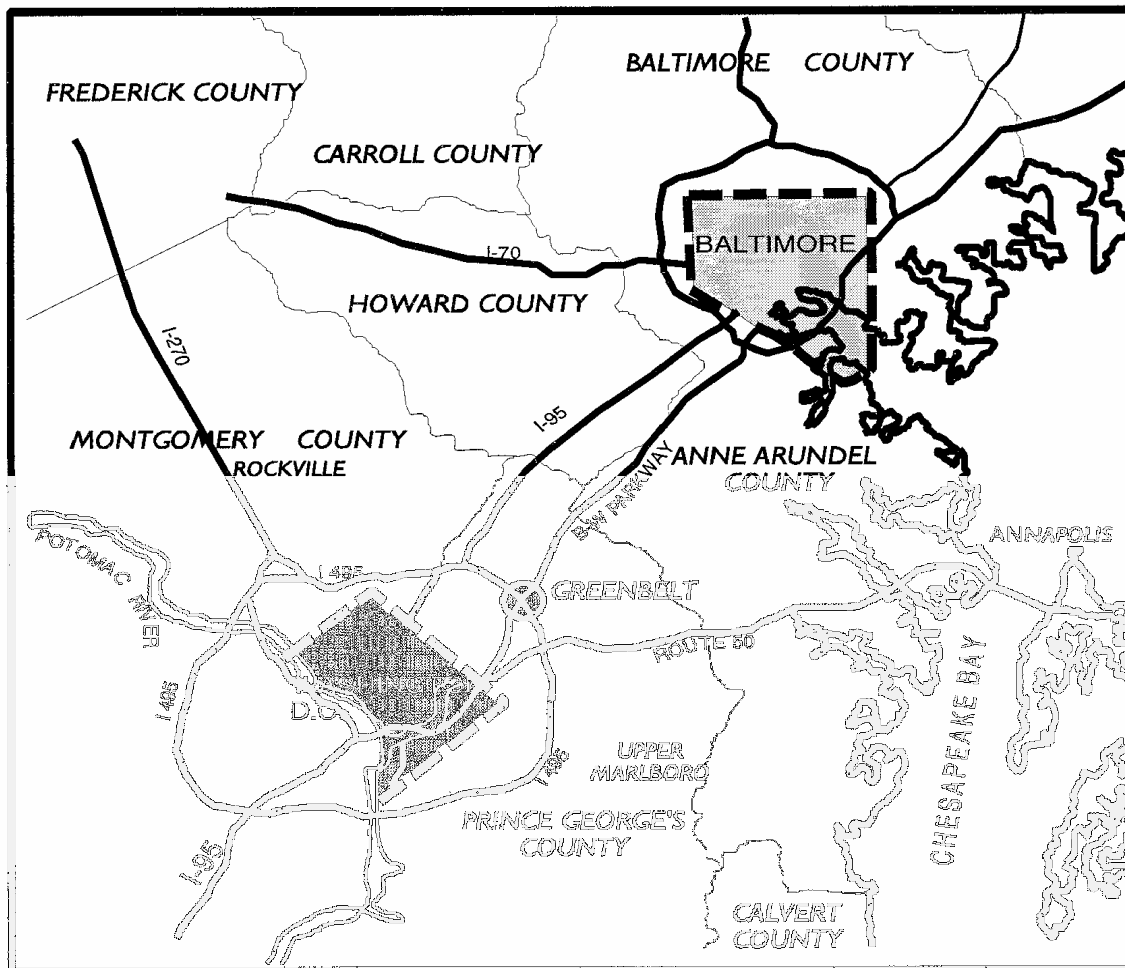 BALTIMORE COUNTY
FREDERICK COUNTY
CARROLL COUNTY
BALTIMORE
I-70
HOWARD COUNTY
I-270
I-95
MONTGOMERY COUNTY
ROCKVILLE
ANNE ARUNDEL
COUNTY
B-W PARKWAY
ANNAPOLIS
POTOMAC RIVER
I 495
GREENBELT
ROUTE 50
I 495
D.C
CHESAPEAKE BAY
UPPER
MARLBORO
I 495
PRINCE GEORGE'S
COUNTY
I-95
CALVERT
COUNTY